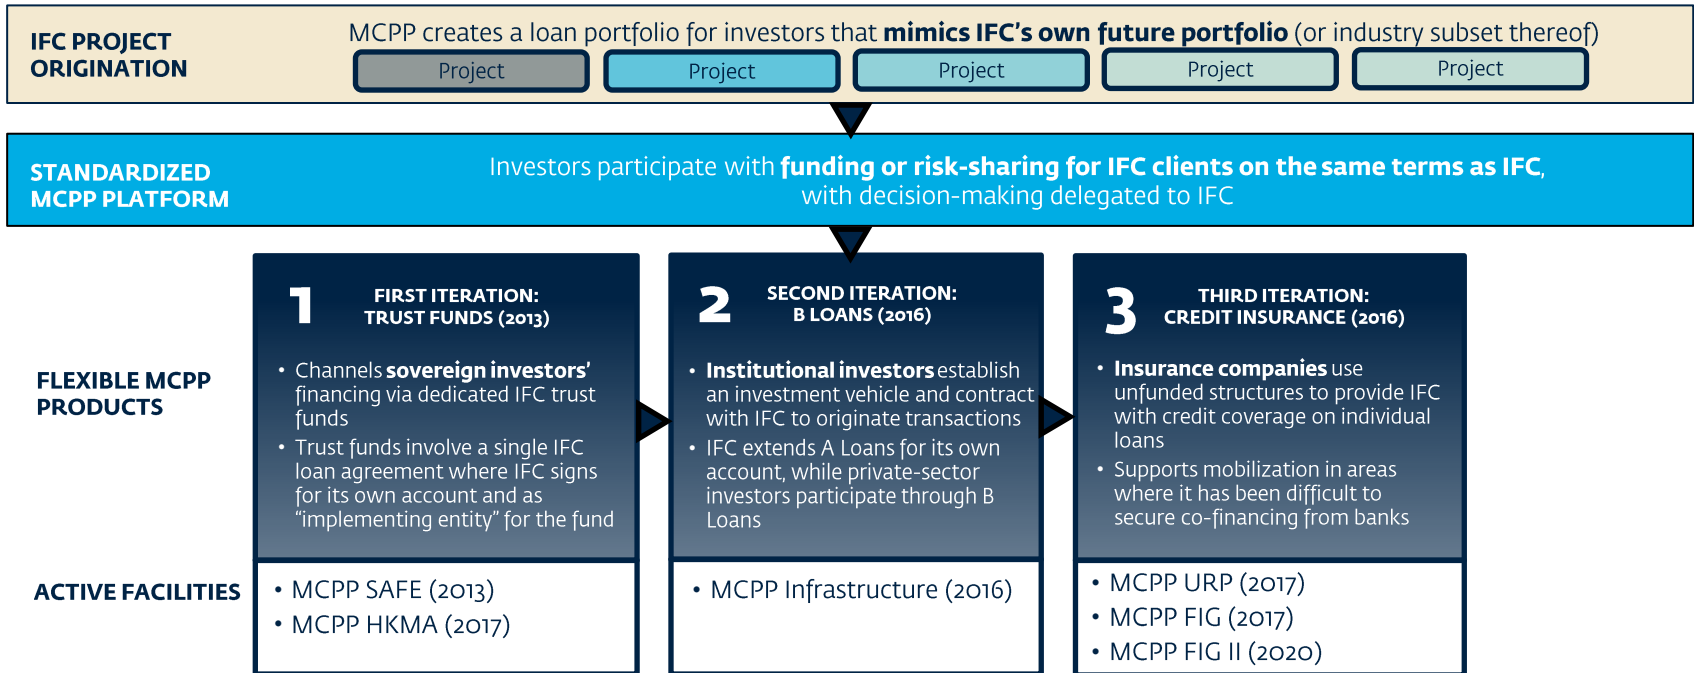 IFC PROJECT
ORIGINATION
MCPP creates a loan portfolio for investors that mimics IFC's own future portfolio (or industry subset thereof)
Project
Project
Project
Project
Project
STANDARDIZED
MCPP PLATFORM
Investors participate with funding or risk-sharing for IFC clients on the same terms as IFC,
with decision-making delegated to IFC
FLEXIBLE MCPP
PRODUCTS
1
FIRST ITERATION:
TRUST FUNDS (2013)
• Channels sovereign investors'
financing via dedicated IFC trust
funds
• Trust funds involve a single IFC
loan agreement where IFC signs
for its own account and as
“implementing entity” for the fund
2
SECOND ITERATION:
B LOANS (2016)
• Institutional investors establish
an investment vehicle and contract
with IFC to originate transactions
• IFC extends A Loans for its own
account, while private-sector
investors participate through B
Loans
3
THIRD ITERATION:
CREDIT INSURANCE (2016)
• Insurance companies use
unfunded structures to provide IFC
with credit coverage on individual
loans
• Supports mobilization in areas
where it has been difficult to
secure co-financing from banks
ACTIVE FACILITIES
• MCPP SAFE (2013)
• MCPP HKMA (2017)
• MCPP Infrastructure (2016)
• MCPP URP (2017)
• MCPP FIG (2017)
• MCPP FIG II (2020)